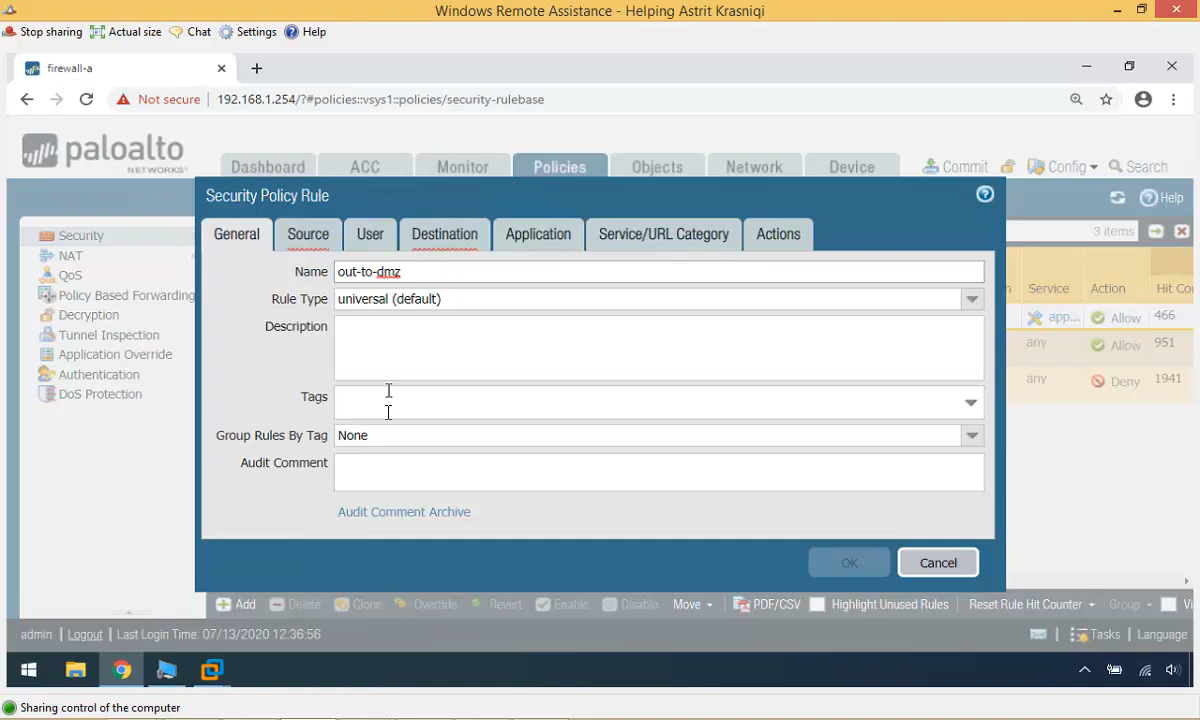 Windows Remote Assistance - Helping Astrit Krasniqi
Stop sharing Actual size Chat Settings Help
firewall-a
Not secure 192.168.1.254/?#policies::vsys1::policies/security-rulebase
paloalto
NETWORKS®
Dashboard ACC Monitor Policies Objects Network Device Commit Config Search
Security Policy Rule
Help
General Source User Destination Application Service/URL Category Actions
3 items
Security
NAT
QoS
Policy Based Forwarding
Decryption
Tunnel Inspection
Application Override
Authentication
DoS Protection
Name out-to-dmz
Rule Type universal (default)
Description
Tags
Group Rules By Tag None
Audit Comment
Audit Comment Archive
OK Cancel
Service Action Hit Co
app... Allow 466
any Allow 951
any Deny 1941
Add Delete Clone Override Revert Enable Disable Move PDF/CSV Highlight Unused Rules Reset Rule Hit Counter Group Vi
admin | Logout | Last Login Time: 07/13/2020 12:36:56
Tasks | Language
Sharing control of the computer